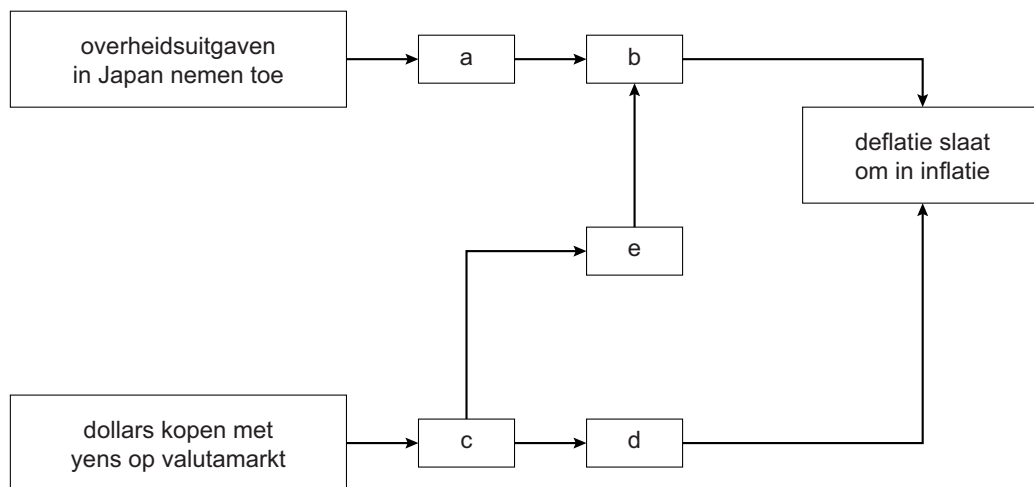 overheidsuitgaven
in Japan nemen toe
a
b
deflatie slaat
om in inflatie
e
dollars kopen met
yens op valutamarkt
c
d